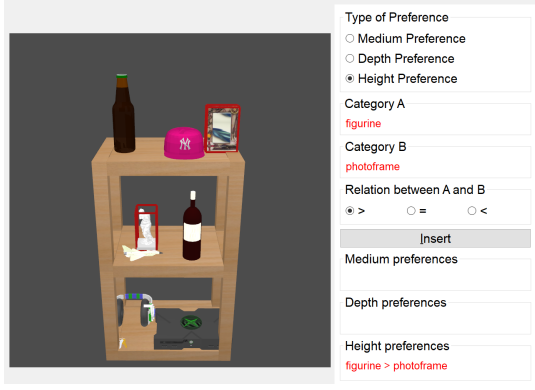 Type of Preference
Medium Preference
Depth Preference
Height Preference
Category A
figurine
Category B
photoframe
Relation between A and B
> = <
Insert
Medium preferences
Depth preferences
Height preferences
figurine > photoframe
NY